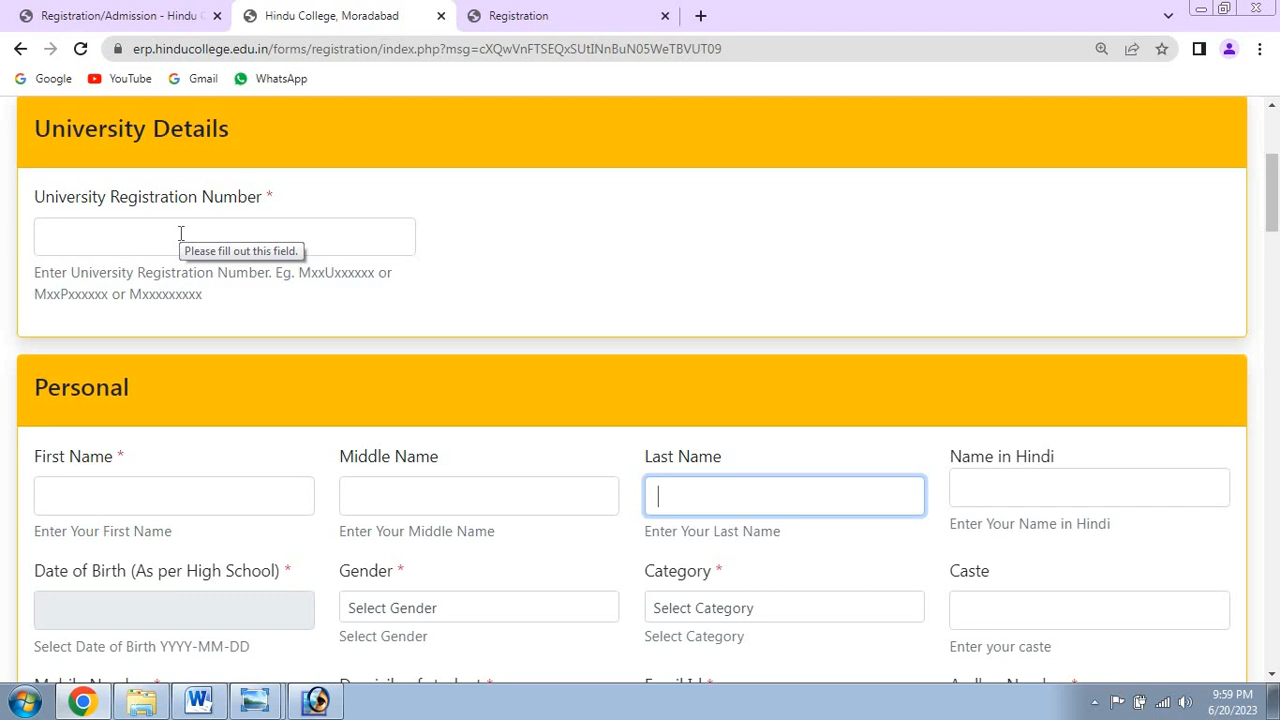 Registration/Admission - Hindu C
Hindu College, Moradabad
Registration
erp.hinducollege.edu.in/forms/registration/index.php?msg=cXQwVnFTSEQxSUtINnBuN05WeTBVUT09
Google YouTube Gmail WhatsApp
University Details
University Registration Number *
Please fill out this field.
Enter University Registration Number. Eg. MxxUxxxxxx or
MxxPxxxxxx or Mxxxxxxxxx
Personal
First Name * Middle Name Last Name Name in Hindi
Enter Your First Name Enter Your Middle Name Enter Your Last Name Enter Your Name in Hindi
Date of Birth (As per High School) * Gender * Category * Caste
Select Gender Select Category
Select Date of Birth YYYY-MM-DD Select Gender Select Category Enter your caste
9:59 PM
6/20/2023